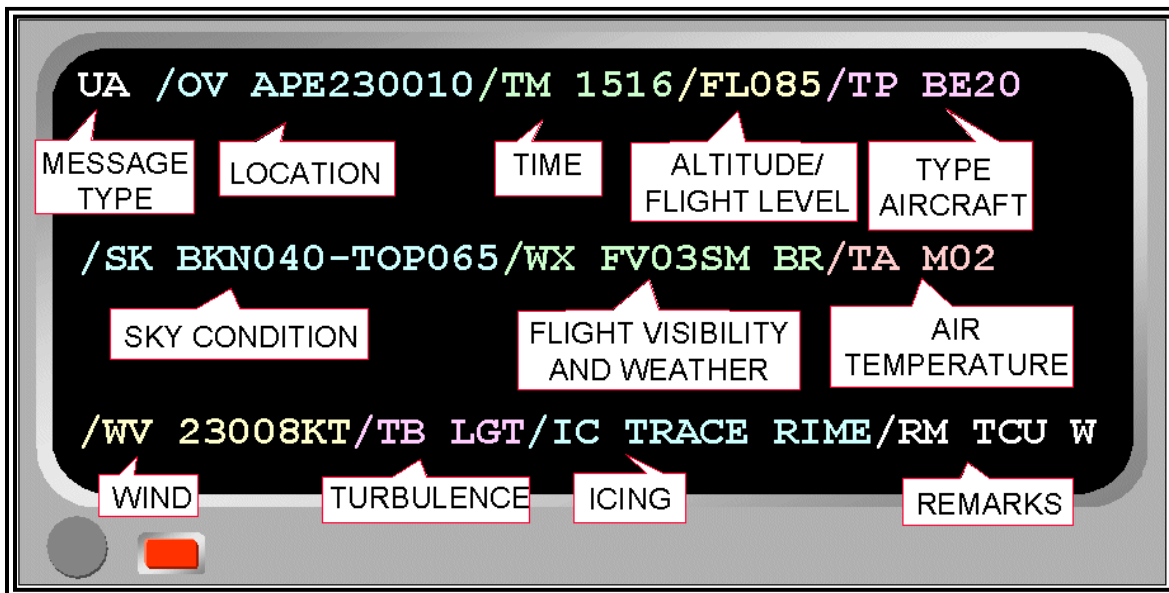 UA /OV APE230010/TM 1516/FL085/TP BE20
MESSAGE TYPE
LOCATION
TIME
ALTITUDE/ FLIGHT LEVEL
TYPE AIRCRAFT
/SK BKN040-TOP065/WX FV03SM BR/TA M02
SKY CONDITION
FLIGHT VISIBILITY AND WEATHER
AIR TEMPERATURE
/WV 23008KT/TB LGT/IC TRACE RIME/RM TCU W
WIND
TURBULENCE
ICING
REMARKS